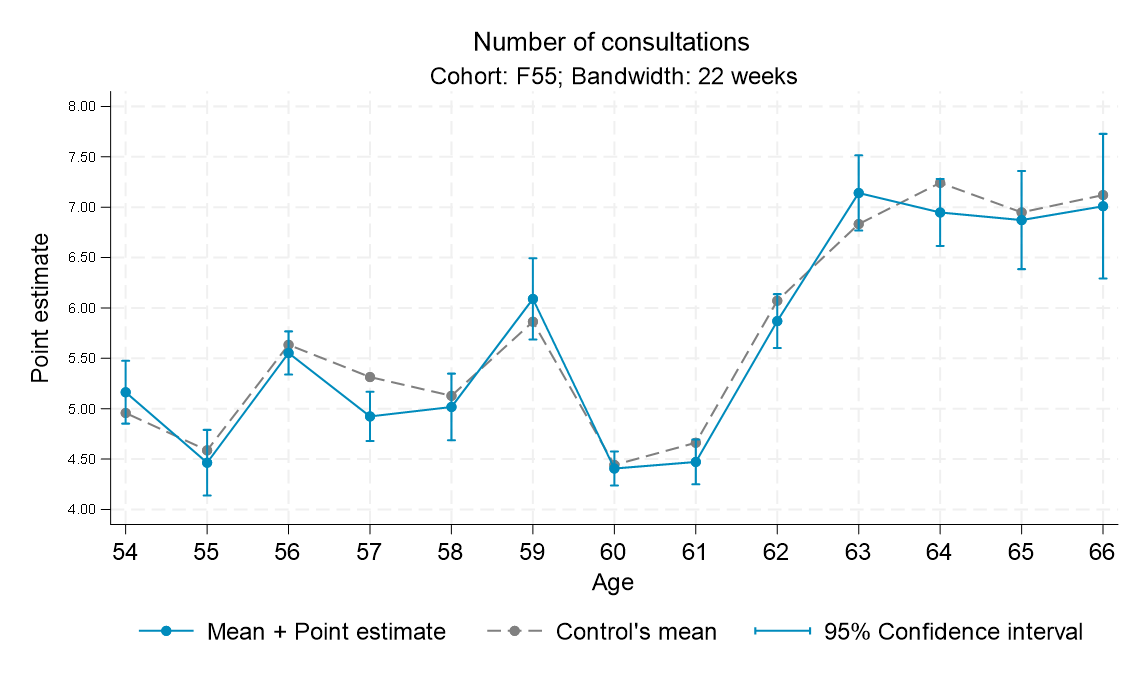 Number of consultations
Cohort: F55; Bandwidth: 22 weeks
Point estimate
8.00
7.50
7.00
6.50
6.00
5.50
5.00
4.50
4.00
54 55 56 57 58 59 60 61 62 63 64 65 66
Age
Mean + Point estimate Control's mean 95% Confidence interval